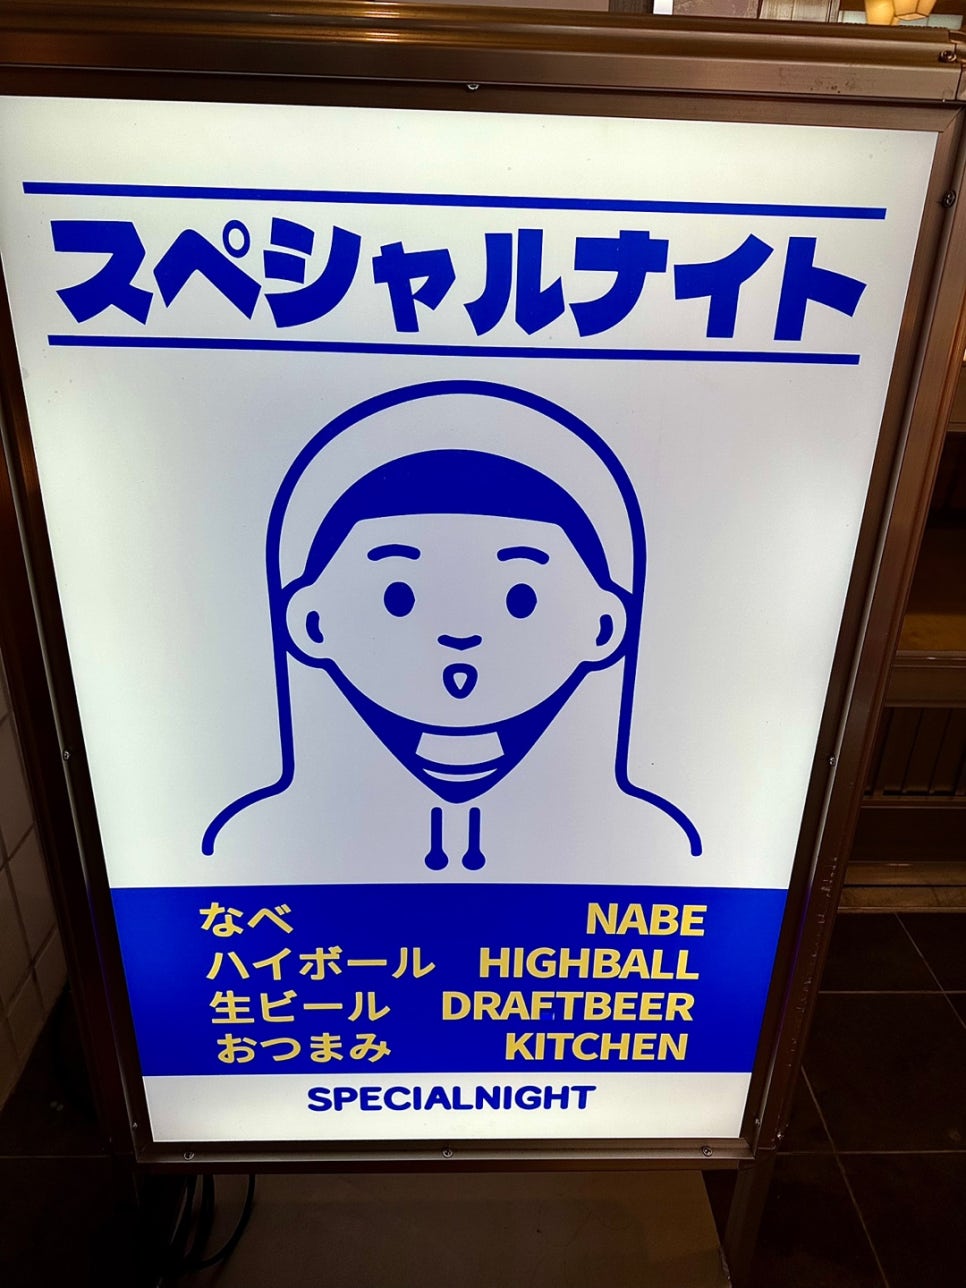 スペシャルナイト
なべ NABE
ハイボール HIGHBALL
生ビール DRAFTBEER
おつまみ KITCHEN
SPECIALNIGHT